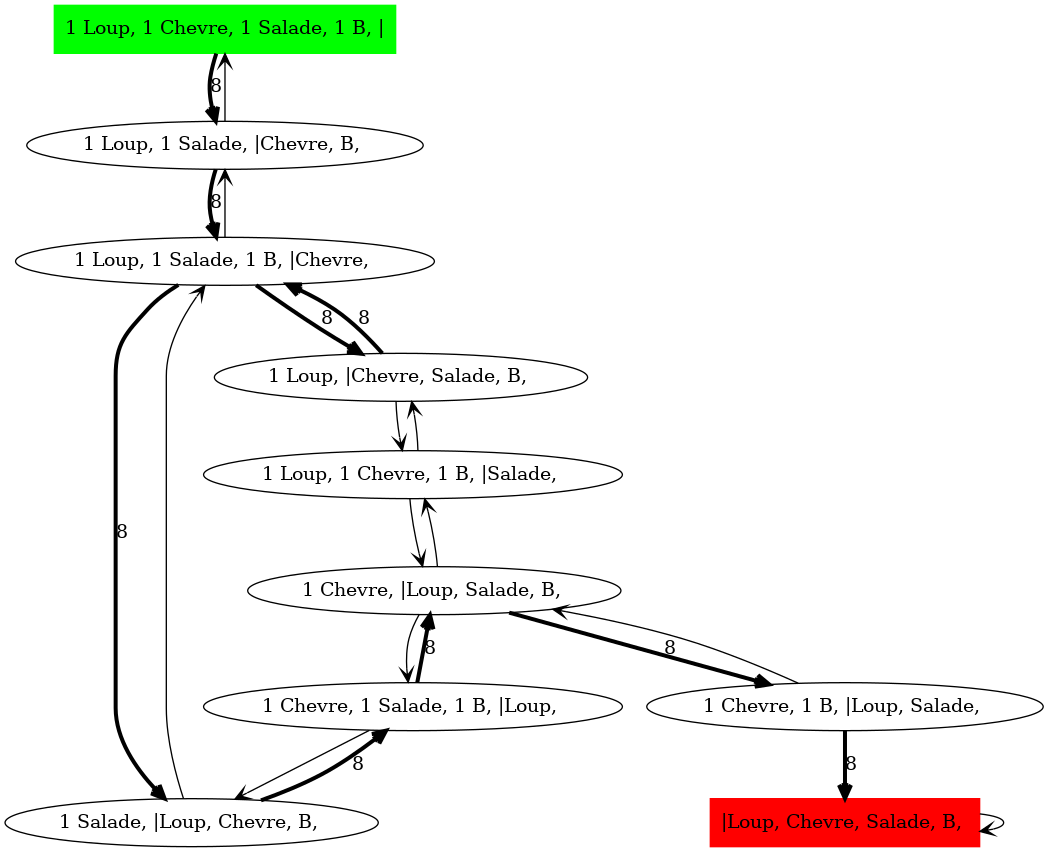 1 Loup, 1 Chevre, 1 Salade, 1 B, |
8
1 Loup, 1 Salade, |Chevre, B,
8
1 Loup, 1 Salade, 1 B, |Chevre,
8
8
1 Loup, |Chevre, Salade, B,
1 Loup, 1 Chevre, 1 B, |Salade,
8
1 Chevre, |Loup, Salade, B,
8
8
1 Chevre, 1 Salade, 1 B, |Loup,
1 Chevre, 1 B, |Loup, Salade,
8
8
1 Salade, |Loup, Chevre, B,
|Loup, Chevre, Salade, B,